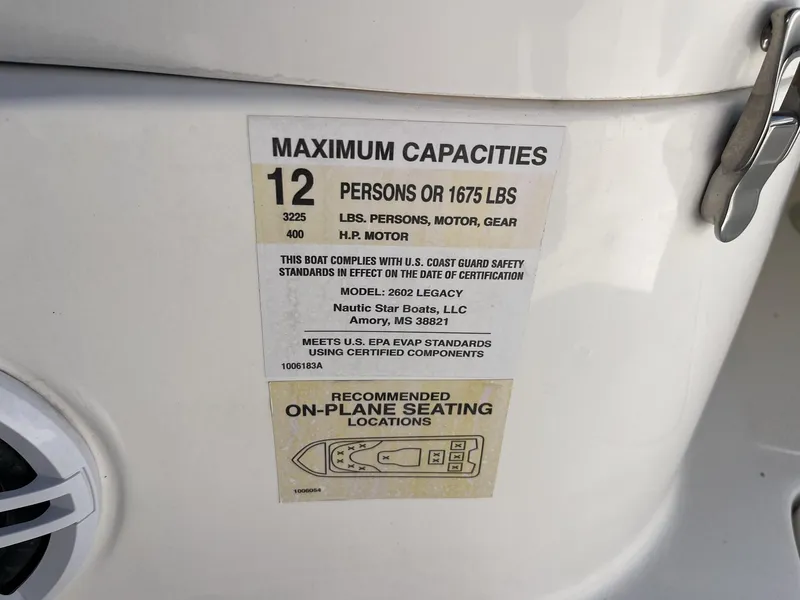 MAXIMUM CAPACITIES
12 PERSONS OR 1675 LBS
3225 LBS. PERSONS, MOTOR, GEAR
400 H.P. MOTOR
THIS BOAT COMPLIES WITH U.S. COAST GUARD SAFETY
STANDARDS IN EFFECT ON THE DATE OF CERTIFICATION
MODEL: 2602 LEGACY
Nautic Star Boats, LLC
Amory, MS 38821
MEETS U.S. EPA EVAP STANDARDS
USING CERTIFIED COMPONENTS
1006183A
RECOMMENDED
ON-PLANE SEATING
LOCATIONS
1006084